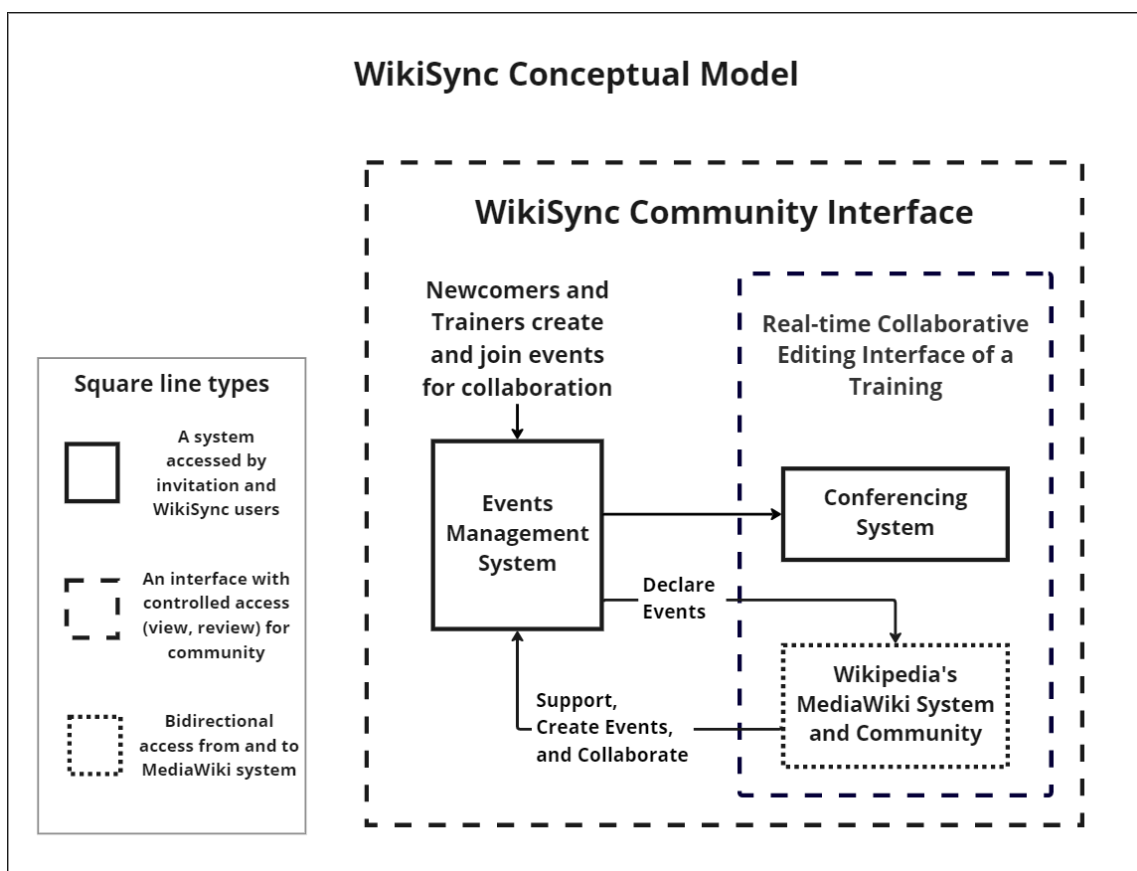 WikiSync Conceptual Model
WikiSync Community Interface
Newcomers and
Trainers create
and join events
for collaboration
Real-time Collaborative
Editing Interface of a
Training
Events
Management
System
Conferencing
System
Declare
Events
Wikipedia's
MediaWiki System
and Community
Support,
Create Events,
and Collaborate
Square line types
A system
accessed by
invitation and
WikiSync users
An interface with
controlled access
(view, review) for
community
Bidirectional
access from and to
MediaWiki system